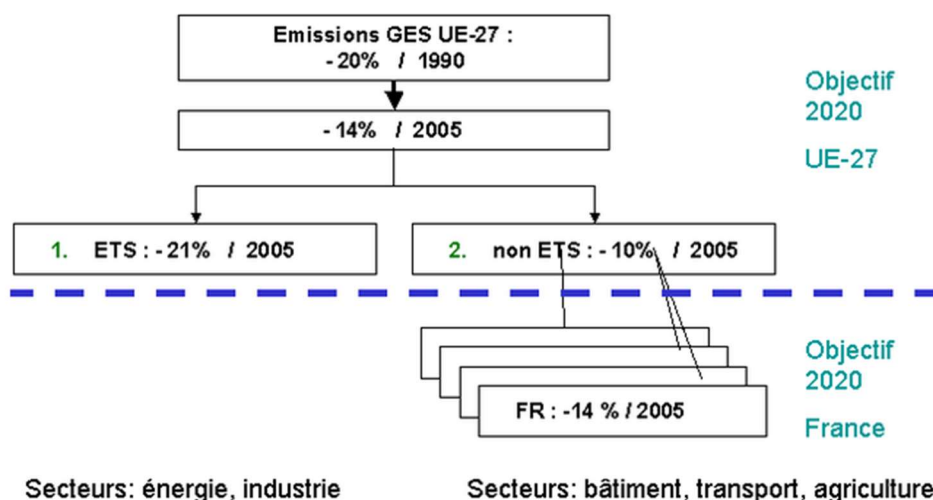 Emissions GES UE-27 :
- 20% / 1990
Objectif
2020
- 14% / 2005
UE-27
1. ETS : - 21% / 2005
2. non ETS : - 10% / 2005
Objectif
2020
FR : -14 % / 2005
France
Secteurs: énergie, industrie
Secteurs: bâtiment, transport, agriculture